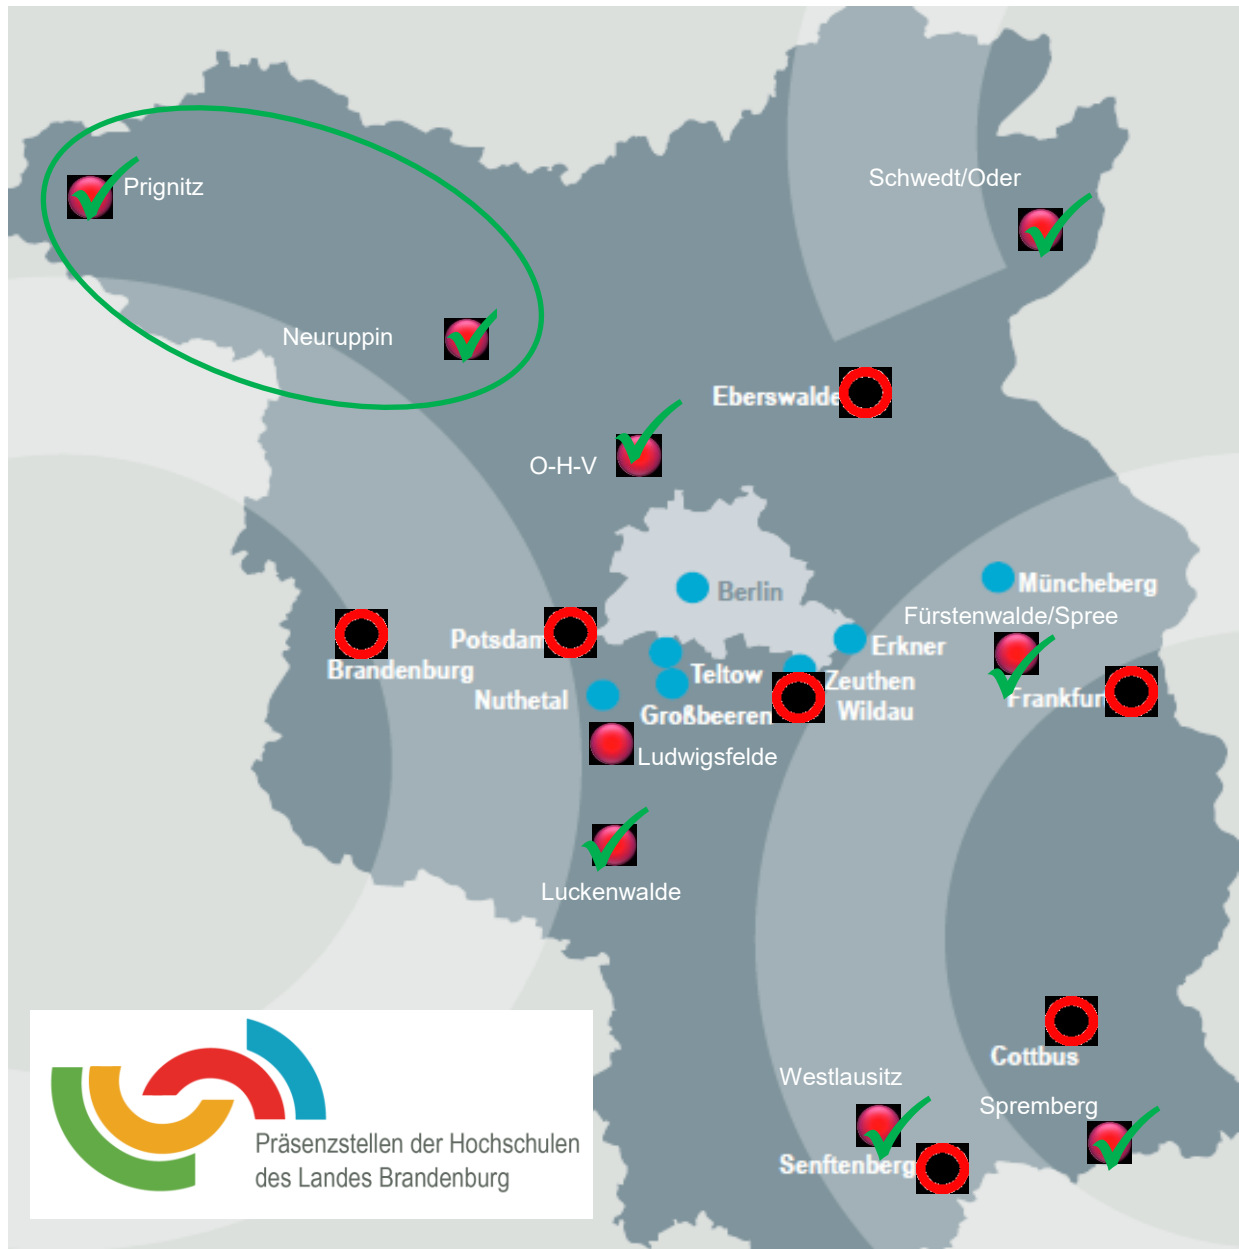 Prignitz
Schwedt/Oder
Neuruppin
Eberswalde
O-H-V
Berlin
Müncheberg
Fürstenwalde/Spree
Potsdam
Erkner
Brandenburg
Teltow
Zeuthen
Nuthetal
Frankfur
Großbeeren
Wildau
Ludwigsfelde
Luckenwalde
Cottbus
Westlausitz
Spremberg
Senftenberg
Präsenzstellen der Hochschulen
des Landes Brandenburg